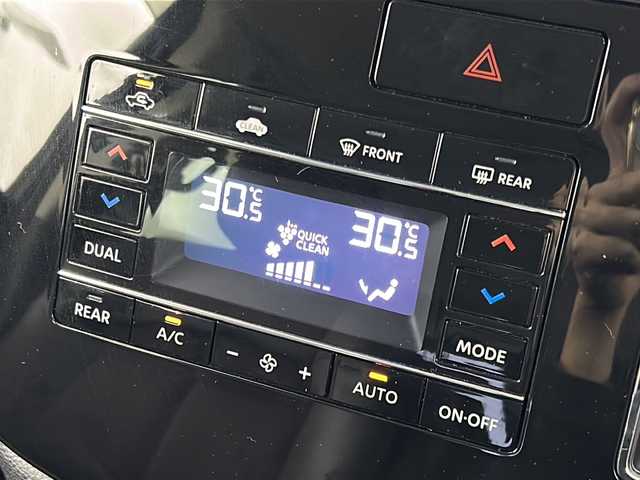 CLEAN
FRONT
REAR
30.5°C
30.5°C
QUICK
CLEAN
DUAL
REAR
A/C
- +
AUTO
MODE
ON·OFF